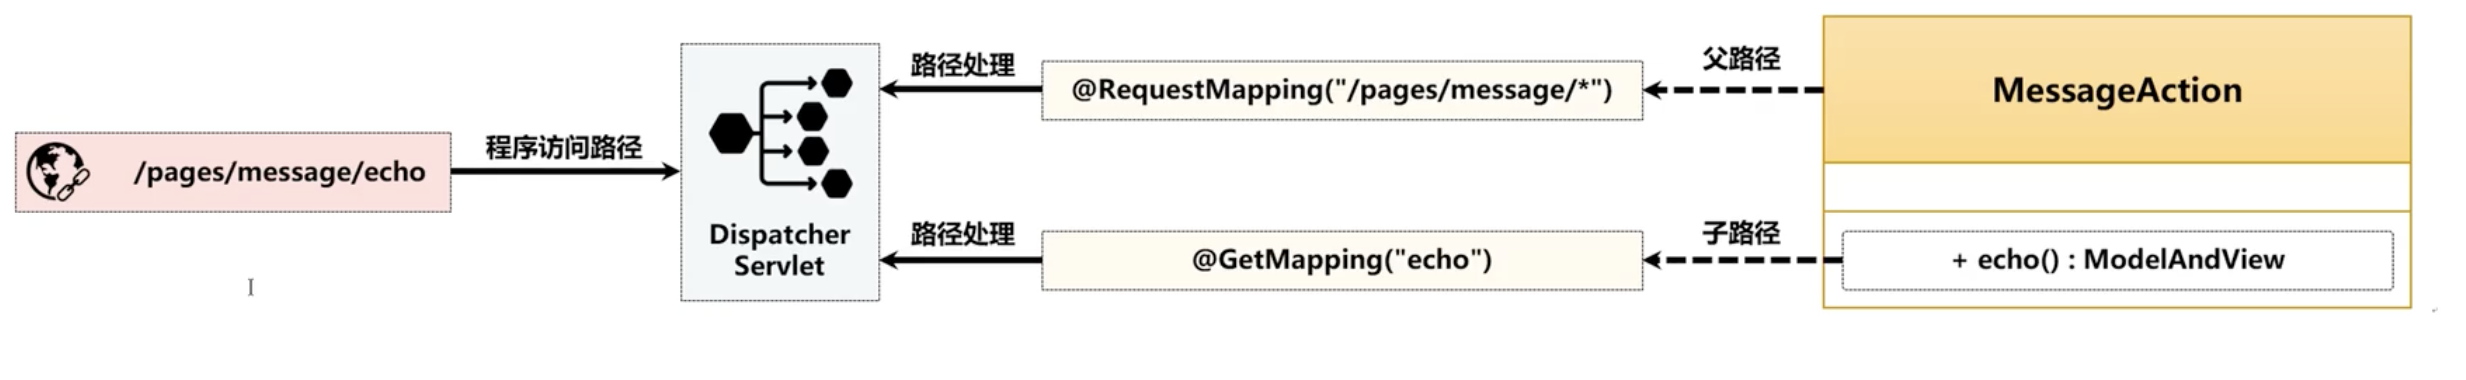 /pages/message/echo
程序访问路径
Dispatcher
Servlet
路径处理
@RequestMapping("/pages/message/*")
父路径
MessageAction
路径处理
@GetMapping("echo")
子路径
+ echo() : ModelAndView